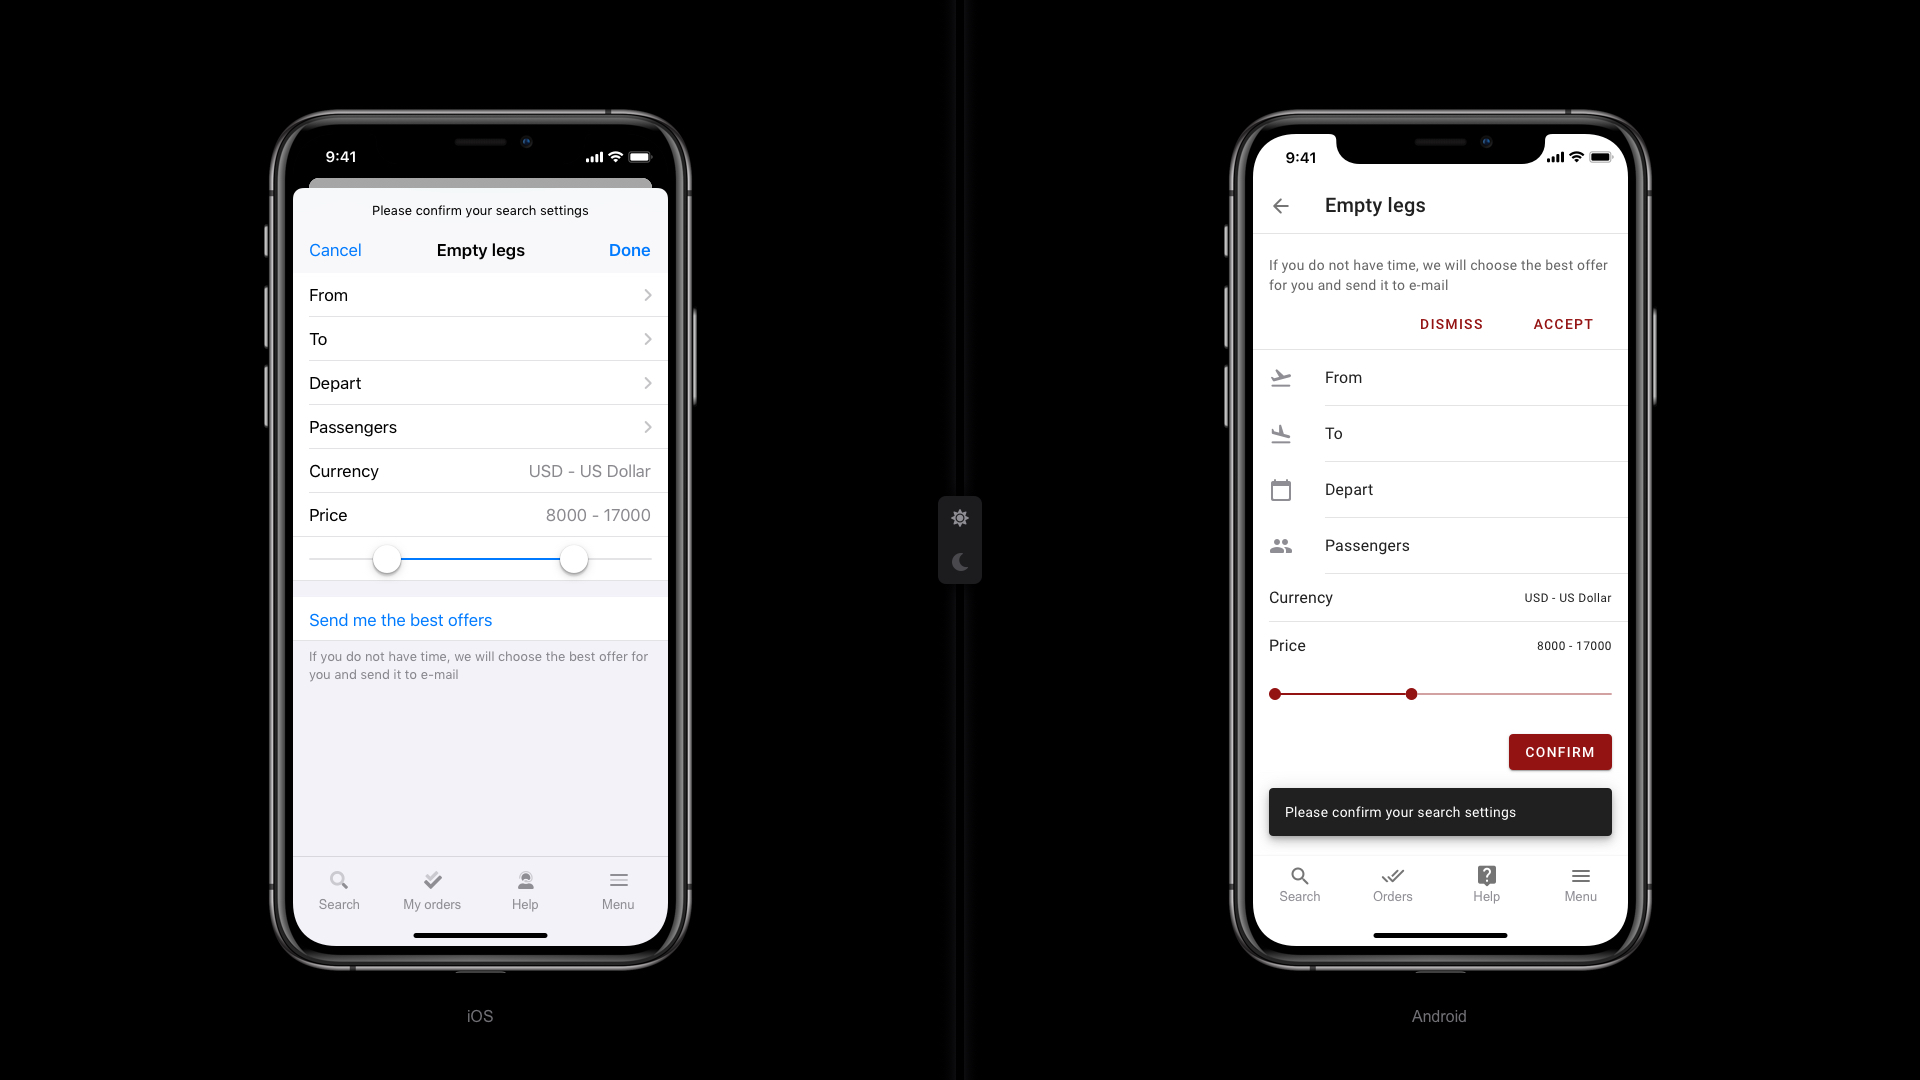 9:41
Please confirm your search settings
Cancel
Empty legs
Done
From
To
Depart
Passengers
Currency
USD - US Dollar
Price
8000 - 17000
Send me the best offers
If you do not have time, we will choose the best offer for
you and send it to e-mail
Search
My orders
Help
Menu
iOS
9:41
Empty legs
If you do not have time, we will choose the best offer
for you and send it to e-mail
DISMISS
ACCEPT
From
To
Depart
Passengers
Currency
USD - US Dollar
Price
8000 - 17000
CONFIRM
Please confirm your search settings
Search
Orders
Help
Menu
Android